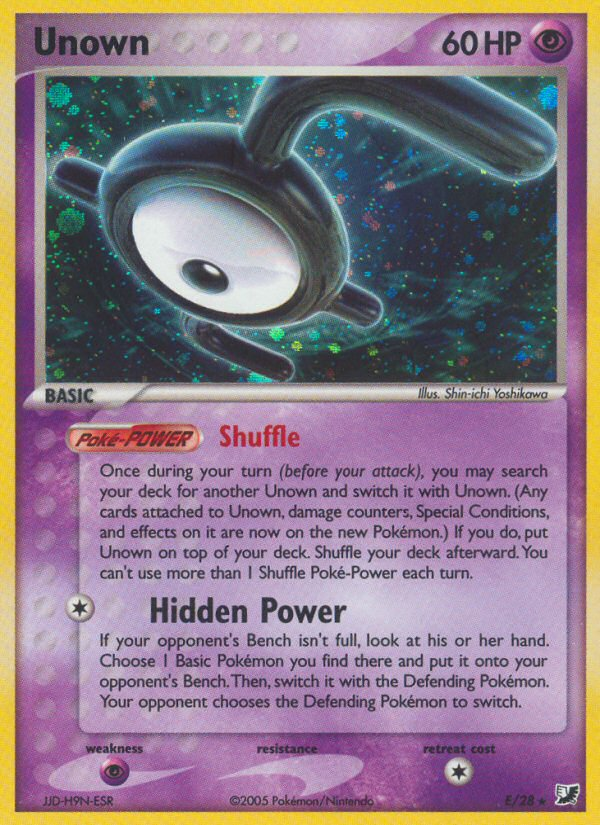 Unown
60 HP
BASIC
Illus. Shin-ichi Yoshikawa
Poké-POWER Shuffle
Once during your turn (before your attack), you may search
your deck for another Unown and switch it with Unown. (Any
cards attached to Unown, damage counters, Special Conditions,
and effects on it are now on the new Pokémon.) If you do, put
Unown on top of your deck. Shuffle your deck afterward. You
can't use more than 1 Shuffle Poké-Power each turn.
Hidden Power
If your opponent's Bench isn't full, look at his or her hand.
Choose 1 Basic Pokémon you find there and put it onto your
opponent's Bench. Then, switch it with the Defending Pokémon.
Your opponent chooses the Defending Pokémon to switch.
weakness resistance retreat cost
JJD-H9N-ESR ©2005 Pokémon/Nintendo E/28 ★